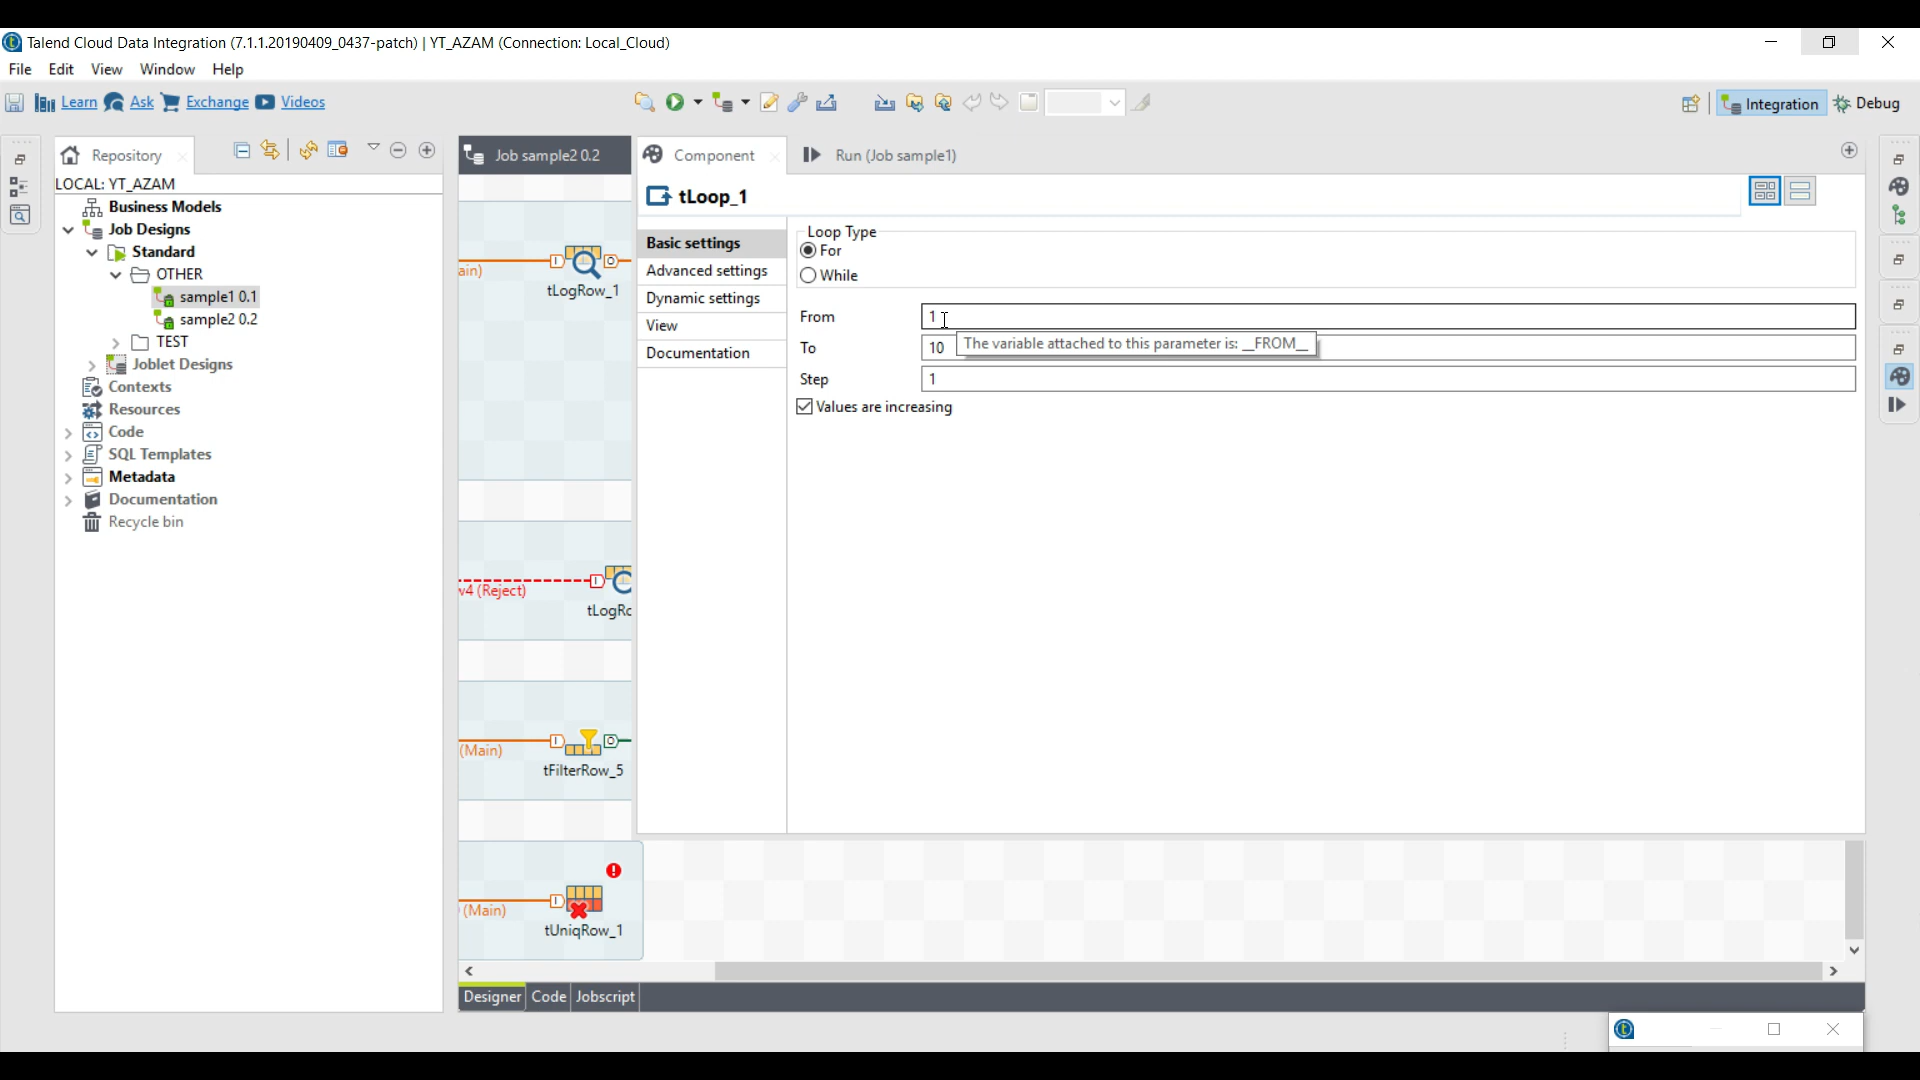 Talend Cloud Data Integration (7.1.1.20190409_0437-patch) | YT_AZAM (Connection: Local_Cloud)
File Edit View Window Help
Learn Ask Exchange Videos
Integration Debug
Repository
LOCAL: YT_AZAM
Business Models
Job Designs
Standard
OTHER
sample1 0.1
sample2 0.2
TEST
Joblet Designs
Contexts
Resources
Code
SQL Templates
Metadata
Documentation
Recycle bin
Job sample2 0.2
ain)
tLogRow_1
v4 (Reject)
tLogRo
(Main)
tFilterRow_5
(Main)
tUniqRow_1
Designer Code Jobscript
Component Run (Job sample1)
tLoop_1
Basic settings
Advanced settings
Dynamic settings
View
Documentation
Loop Type
For
While
From 1
To 10
The variable attached to this parameter is: __FROM__
Step 1
Values are increasing